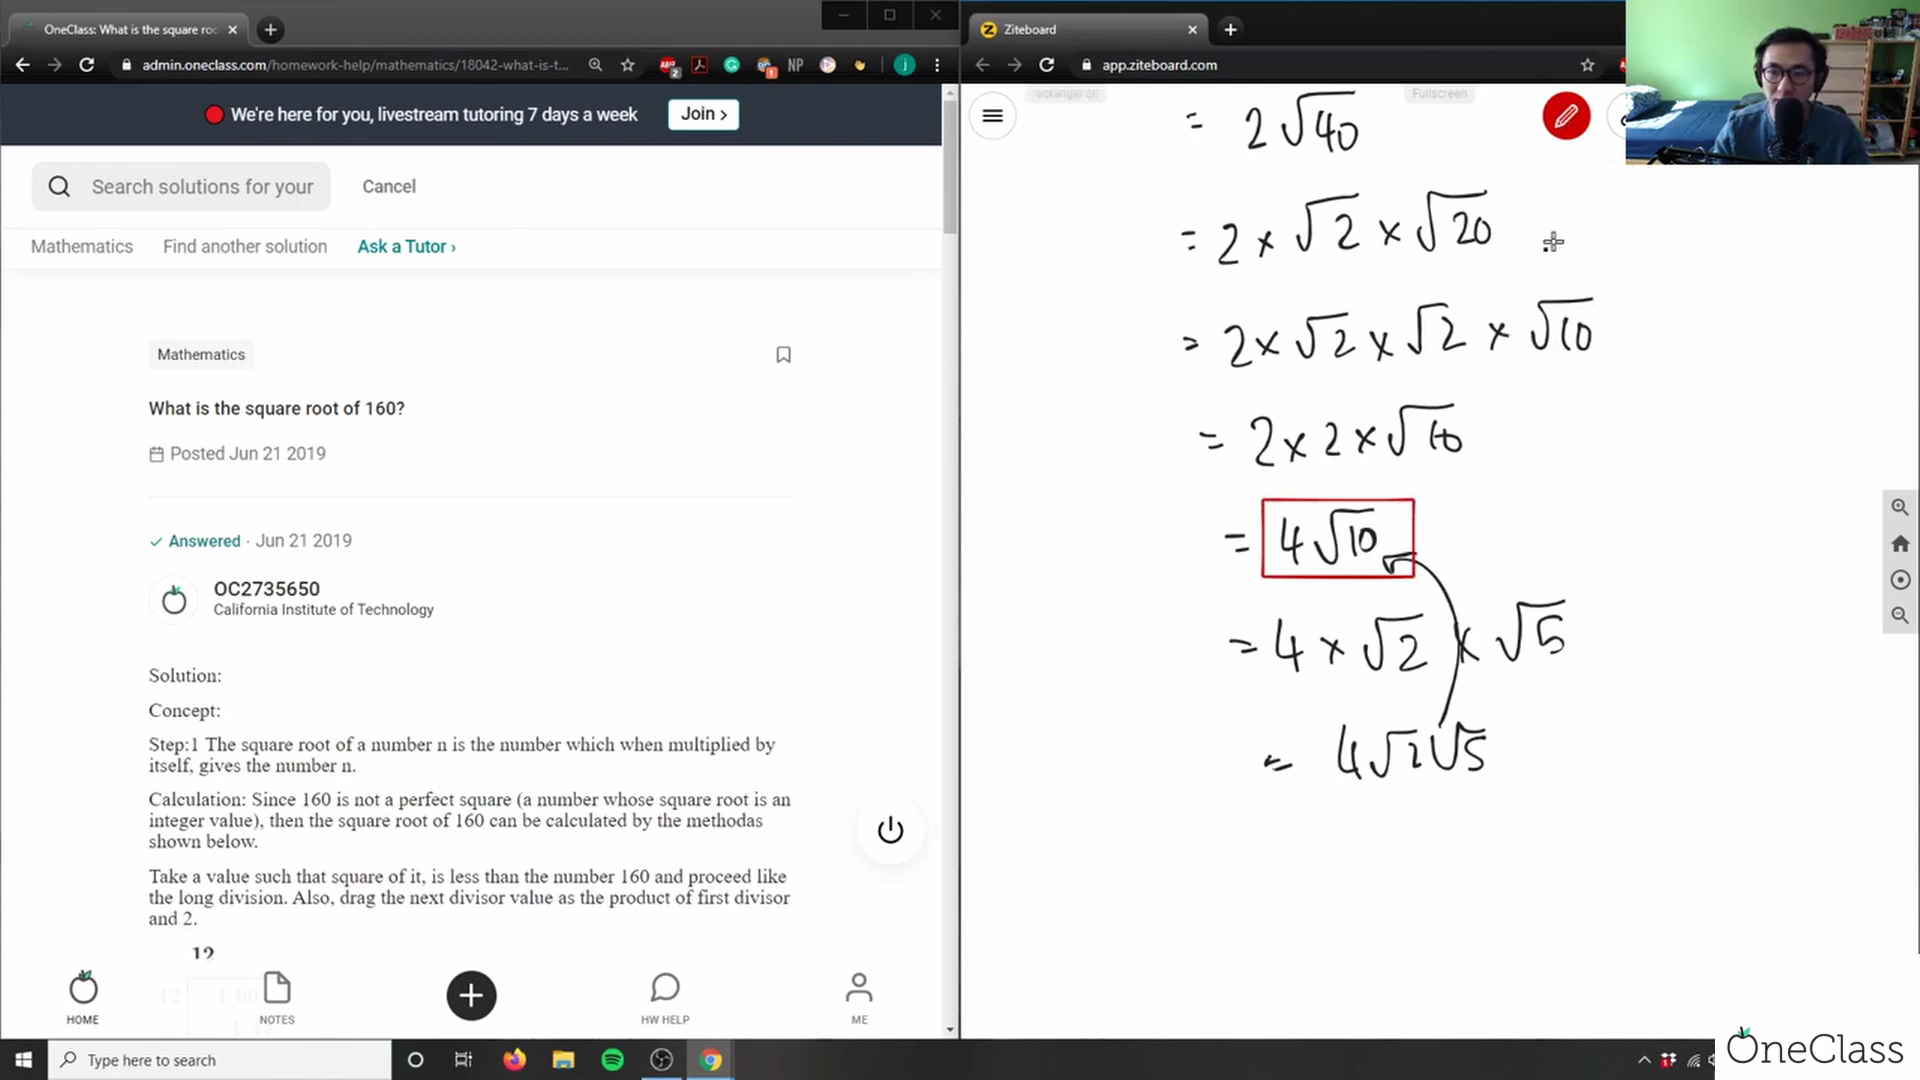 OneClass: What is the square roo
Ziteboard
admin.oneclass.com/homework-help/mathematics/18042-what-is-t...
2
NP
j
app.ziteboard.com
We're here for you, livestream tutoring 7 days a week
Join ›
Fullscreen
Search solutions for your
Cancel
Mathematics
Find another solution
Ask a Tutor ›
Mathematics
What is the square root of 160?
Posted Jun 21 2019
Answered · Jun 21 2019
OC2735650
California Institute of Technology
Solution:
Concept:
Step:1 The square root of a number n is the number which when multiplied by
itself, gives the number n.
Calculation: Since 160 is not a perfect square (a number whose square root is an
integer value), then the square root of 160 can be calculated by the methodas
shown below.
Take a value such that square of it, is less than the number 160 and proceed like
the long division. Also, drag the next divisor value as the product of first divisor
and 2.
12
12
1 60
HOME
NOTES
HW HELP
ME
= 2√40
= 2 × √2 × √20
= 2 × √2 × √2 × √10
= 2 × 2 × √10
= 4√10
= 4 × √2 × √5
= 4√2√5
Type here to search
OneClass